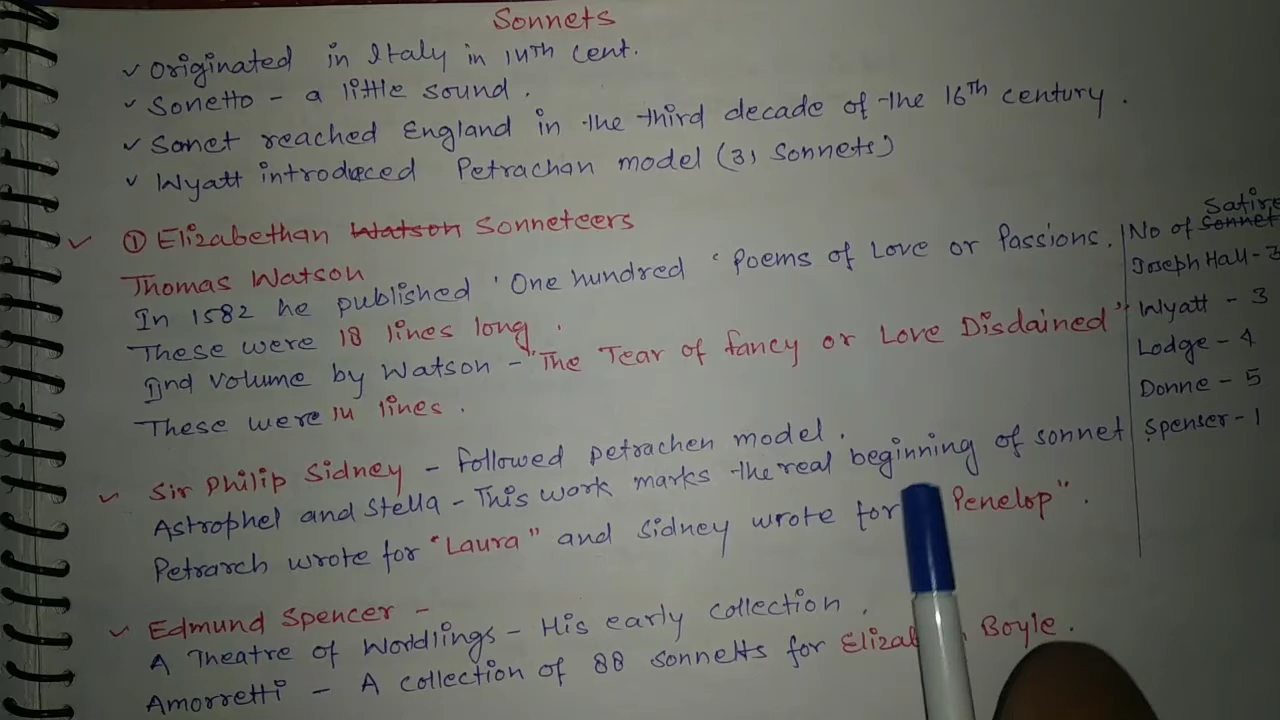 Sonnets
✓ originated in Italy in 14th cent.
✓ Sonetto - a little sound.
✓ Sonet reached England in the third decade of the 16th century.
✓ Wyatt introduced Petrachan model (31 Sonnets)
✓ ① Elizabethan Watson Sonneteers
Thomas Watson
In 1582 he published 'One hundred 'Poems of Love or Passions.
These were 18 lines long.
IInd volume by Watson - "The Tear of fancy or Love Disdained"
These were 14 lines.
✓ Sir Philip Sidney - Followed petrachen model.
Astrophel and Stella - This work marks the real beginning of sonnet
Petrarch wrote for "Laura" and Sidney wrote for Penelop".
✓ Edmund Spencer -
A Theatre of Worldlings - His early collection.
Amorretti - A collection of 88 sonnetts for Boyle.
Satire
No of Sonnet
Joseph Hall -
Wyatt - 3
Lodge - 4
Donne - 5
Spenser - 1